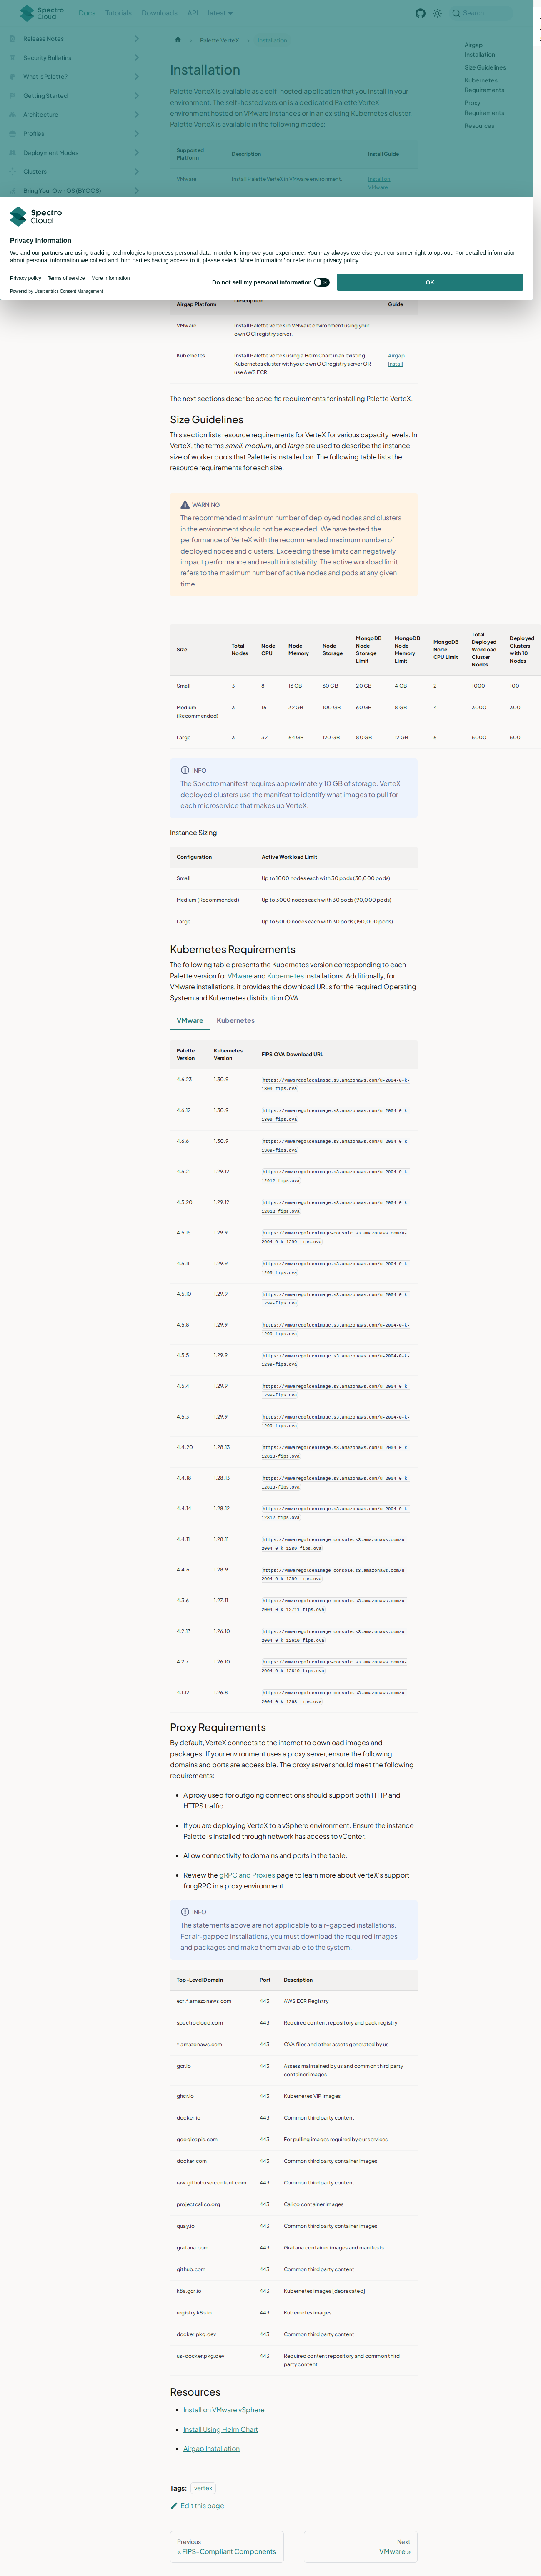 Spectro Cloud
Docs
Tutorials
Downloads
API
latest
Search
Release Notes
Security Bulletins
What is Palette?
Getting Started
Architecture
Profiles
Deployment Modes
Clusters
Bring Your Own OS (BYOOS)
Palette VerteX
Installation
Airgap Installation
Size Guidelines
Kubernetes Requirements
Proxy Requirements
Resources
Installation
Palette VerteX is available as a self-hosted application that you install in your environment. The self-hosted version is a dedicated Palette VerteX environment hosted on VMware instances or in an existing Kubernetes cluster. Palette VerteX is available in the following modes:
Supported Platform
Description
Install Guide
VMware
Install Palette VerteX in VMware environment.
Install on VMware
Spectro Cloud
Privacy Information
We and our partners are using tracking technologies to process personal data in order to improve your experience. You may always exercise your consumer right to opt-out. For detailed information about personal information we collect and third parties having access to it, please select 'More Information' or refer to our privacy policy.
Privacy policy
Terms of service
More Information
Powered by Usercentrics Consent Management
Do not sell my personal information
OK
Airgap Platform
Description
Guide
VMware
Install Palette VerteX in VMware environment using your own OCI registry server.
Kubernetes
Install Palette VerteX using a Helm Chart in an existing Kubernetes cluster with your own OCI registry server OR use AWS ECR.
Airgap Install
The next sections describe specific requirements for installing Palette VerteX.
Size Guidelines
This section lists resource requirements for VerteX for various capacity levels. In VerteX, the terms small, medium, and large are used to describe the instance size of worker pools that Palette is installed on. The following table lists the resource requirements for each size.
WARNING
The recommended maximum number of deployed nodes and clusters in the environment should not be exceeded. We have tested the performance of VerteX with the recommended maximum number of deployed nodes and clusters. Exceeding these limits can negatively impact performance and result in instability. The active workload limit refers to the maximum number of active nodes and pods at any given time.
Size
Total Nodes
Node CPU
Node Memory
Node Storage
MongoDB Node Storage Limit
MongoDB Node Memory Limit
MongoDB Node CPU Limit
Total Deployed Workload Cluster Nodes
Deployed Clusters with 10 Nodes
Small 3 8 16 GB 60 GB 20 GB 4 GB 2 1000 100
Medium (Recommended) 3 16 32 GB 100 GB 60 GB 8 GB 4 3000 300
Large 3 32 64 GB 120 GB 80 GB 12 GB 6 5000 500
INFO
The Spectro manifest requires approximately 10 GB of storage. VerteX deployed clusters use the manifest to identify what images to pull for each microservice that makes up VerteX.
Instance Sizing
Configuration Active Workload Limit
Small Up to 1000 nodes each with 30 pods (30,000 pods)
Medium (Recommended) Up to 3000 nodes each with 30 pods (90,000 pods)
Large Up to 5000 nodes each with 30 pods (150,000 pods)
Kubernetes Requirements
The following table presents the Kubernetes version corresponding to each Palette version for VMware and Kubernetes installations. Additionally, for VMware installations, it provides the download URLs for the required Operating System and Kubernetes distribution OVA.
VMware
Kubernetes
Palette Version
Kubernetes Version
FIPS OVA Download URL
4.6.23 1.30.9 https://vmwaregoldenimage.s3.amazonaws.com/u-2004-0-k-1309-fips.ova
4.6.12 1.30.9 https://vmwaregoldenimage.s3.amazonaws.com/u-2004-0-k-1309-fips.ova
4.6.6 1.30.9 https://vmwaregoldenimage.s3.amazonaws.com/u-2004-0-k-1309-fips.ova
4.5.21 1.29.12 https://vmwaregoldenimage.s3.amazonaws.com/u-2004-0-k-12912-fips.ova
4.5.20 1.29.12 https://vmwaregoldenimage.s3.amazonaws.com/u-2004-0-k-12912-fips.ova
4.5.15 1.29.9 https://vmwaregoldenimage-console.s3.amazonaws.com/u-2004-0-k-1299-fips.ova
4.5.11 1.29.9 https://vmwaregoldenimage.s3.amazonaws.com/u-2004-0-k-1299-fips.ova
4.5.10 1.29.9 https://vmwaregoldenimage.s3.amazonaws.com/u-2004-0-k-1299-fips.ova
4.5.8 1.29.9 https://vmwaregoldenimage.s3.amazonaws.com/u-2004-0-k-1299-fips.ova
4.5.5 1.29.9 https://vmwaregoldenimage.s3.amazonaws.com/u-2004-0-k-1299-fips.ova
4.5.4 1.29.9 https://vmwaregoldenimage.s3.amazonaws.com/u-2004-0-k-1299-fips.ova
4.5.3 1.29.9 https://vmwaregoldenimage.s3.amazonaws.com/u-2004-0-k-1299-fips.ova
4.4.20 1.28.13 https://vmwaregoldenimage.s3.amazonaws.com/u-2004-0-k-12813-fips.ova
4.4.18 1.28.13 https://vmwaregoldenimage.s3.amazonaws.com/u-2004-0-k-12813-fips.ova
4.4.14 1.28.12 https://vmwaregoldenimage.s3.amazonaws.com/u-2004-0-k-12812-fips.ova
4.4.11 1.28.11 https://vmwaregoldenimage-console.s3.amazonaws.com/u-2004-0-k-1289-fips.ova
4.4.6 1.28.9 https://vmwaregoldenimage-console.s3.amazonaws.com/u-2004-0-k-1289-fips.ova
4.3.6 1.27.11 https://vmwaregoldenimage-console.s3.amazonaws.com/u-2004-0-k-12711-fips.ova
4.2.13 1.26.10 https://vmwaregoldenimage-console.s3.amazonaws.com/u-2004-0-k-12610-fips.ova
4.2.7 1.26.10 https://vmwaregoldenimage-console.s3.amazonaws.com/u-2004-0-k-12610-fips.ova
4.1.12 1.26.8 https://vmwaregoldenimage-console.s3.amazonaws.com/u-2004-0-k-1268-fips.ova
Proxy Requirements
By default, VerteX connects to the internet to download images and packages. If your environment uses a proxy server, ensure the following domains and ports are accessible. The proxy server should meet the following requirements:
A proxy used for outgoing connections should support both HTTP and HTTPS traffic.
If you are deploying VerteX to a vSphere environment. Ensure the instance Palette is installed through network has access to vCenter.
Allow connectivity to domains and ports in the table.
Review the gRPC and Proxies page to learn more about VerteX's support for gRPC in a proxy environment.
INFO
The statements above are not applicable to air-gapped installations. For air-gapped installations, you must download the required images and packages and make them available to the system.
Top-Level Domain Port Description
ecr.*.amazonaws.com 443 AWS ECR Registry
spectrocloud.com 443 Required content repository and pack registry
*.amazonaws.com 443 OVA files and other assets generated by us
gcr.io 443 Assets maintained by us and common third party container images
ghcr.io 443 Kubernetes VIP images
docker.io 443 Common third party content
googleapis.com 443 For pulling images required by our services
docker.com 443 Common third party container images
raw.githubusercontent.com 443 Common third party content
projectcalico.org 443 Calico container images
quay.io 443 Common third party container images
grafana.com 443 Grafana container images and manifests
github.com 443 Common third party content
k8s.gcr.io 443 Kubernetes images (deprecated)
registry.k8s.io 443 Kubernetes images
docker.pkg.dev 443 Common third party content
us-docker.pkg.dev 443 Required content repository and common third party content
Resources
Install on VMware vSphere
Install Using Helm Chart
Airgap Installation
Tags: vertex
Edit this page
Previous
« FIPS-Compliant Components
Next
VMware »